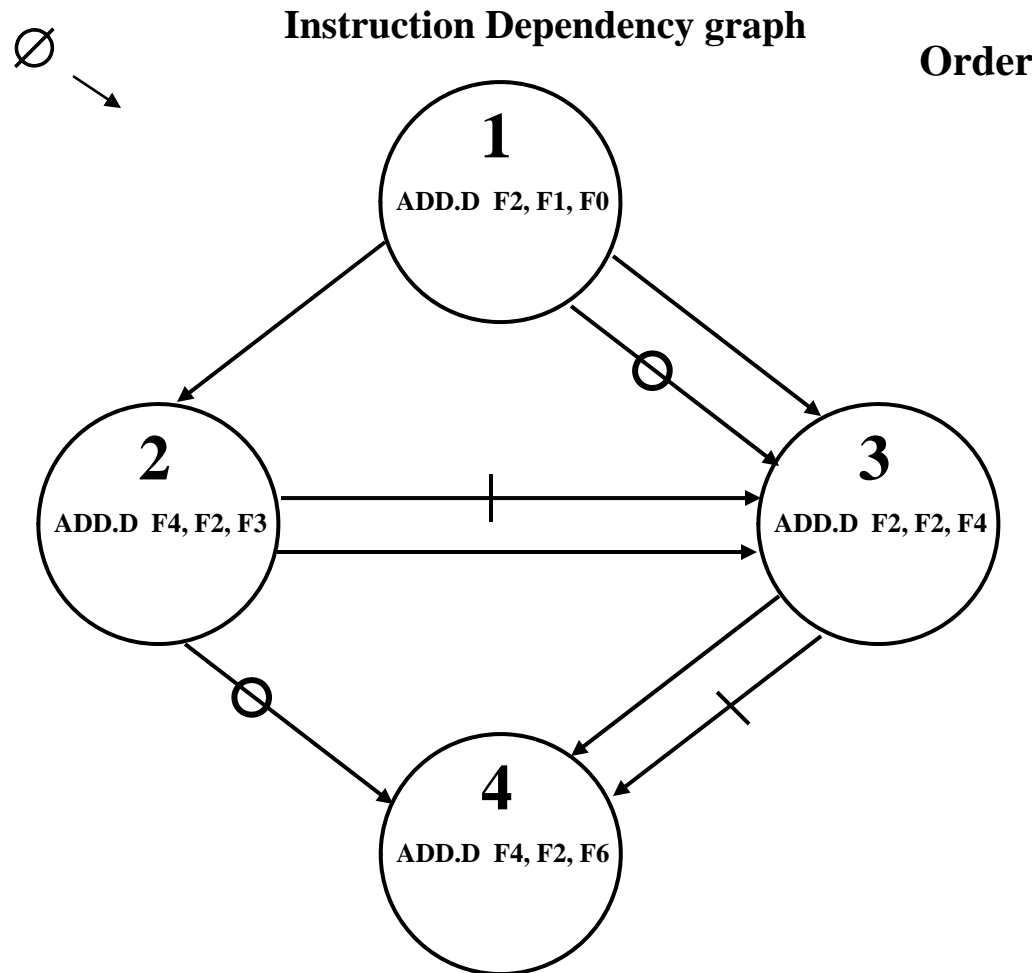 Instruction Dependency graph
Order
1
ADD.D F2, F1, F0
2
ADD.D F4, F2, F3
3
ADD.D F2, F2, F4
4
ADD.D F4, F2, F6